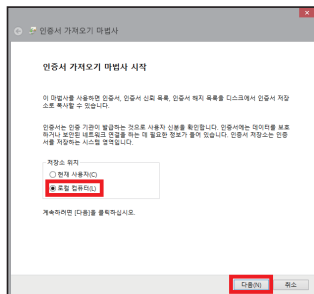 인증서 가져오기 마법사
인증서 가져오기 마법사 시작
이 마법사를 사용하면 인증서, 인증서 신뢰 목록, 인증서 해지 목록을 디스크에서 인증서 저장
소로 복사할 수 있습니다.
인증서는 인증 기관이 발급하는 것으로 사용자 신분을 확인합니다. 인증서에는 데이터를 보호
하거나 보안된 네트워크 연결을 하는 데 필요한 정보가 들어 있습니다. 인증서 저장소는 인증
서를 저장하는 시스템 영역입니다.
저장소 위치
현재 사용자(C)
로컬 컴퓨터(L)
계속하려면 [다음]을 클릭하십시오.
다음(N) 취소